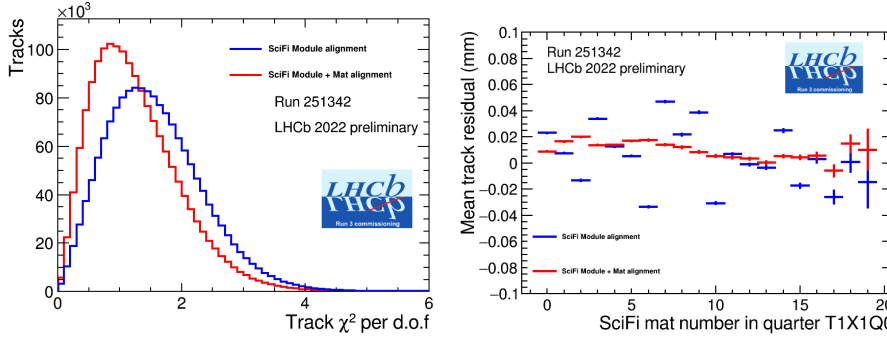 ×10³
Tracks
100
80
60
40
20
0
SciFi Module alignment
SciFi Module + Mat alignment
Run 251342
LHCb 2022 preliminary
LHCb
LHCb
Run 3 commissioning
0 2 4 6
Track χ² per d.o.f
Mean track residual (mm)
0.1
0.08
0.06
0.04
0.02
0
−0.02
−0.04
−0.06
−0.08
−0.1
Run 251342
LHCb 2022 preliminary
LHCb
LHCb
Run 3 commissioning
SciFi Module alignment
SciFi Module + Mat alignment
0 5 10 15 20
SciFi mat number in quarter T1X1Q0